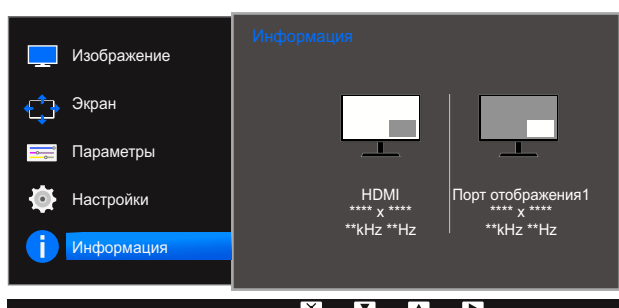 Изображение
Экран
Параметры
Настройки
Информация
Информация
HDMI
**** x ****
**kHz **Hz
Порт отображения1
**** x ****
**kHz **Hz